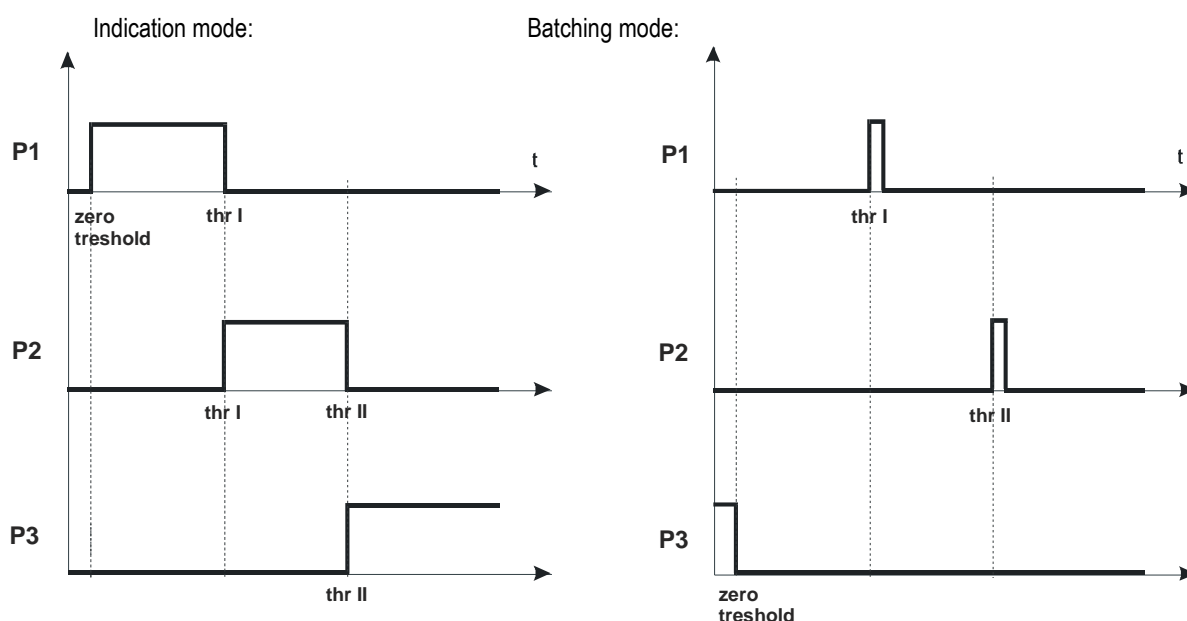 Indication mode:
Batching mode:
P1
t
zero
treshold
thr I
P2
thr I
thr II
P3
thr II
P1
t
thr I
P2
thr II
P3
zero
treshold